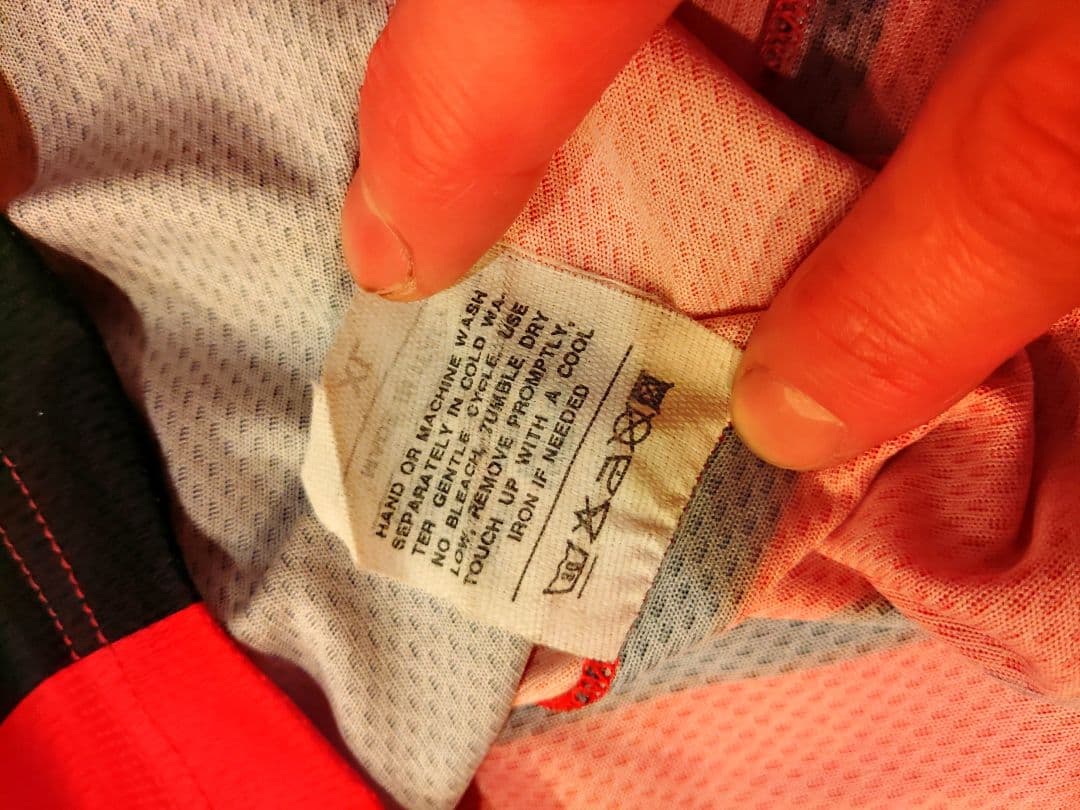 HAND OR MACHINE WASH
SEPARATELY IN COLD WA
TER GENTLE CYCLE. USE
NO BLEACH, TUMBLE DRY
LOW, REMOVE PROMPTLY,
TOUCH UP WITH A COOL
IRON IF NEEDED